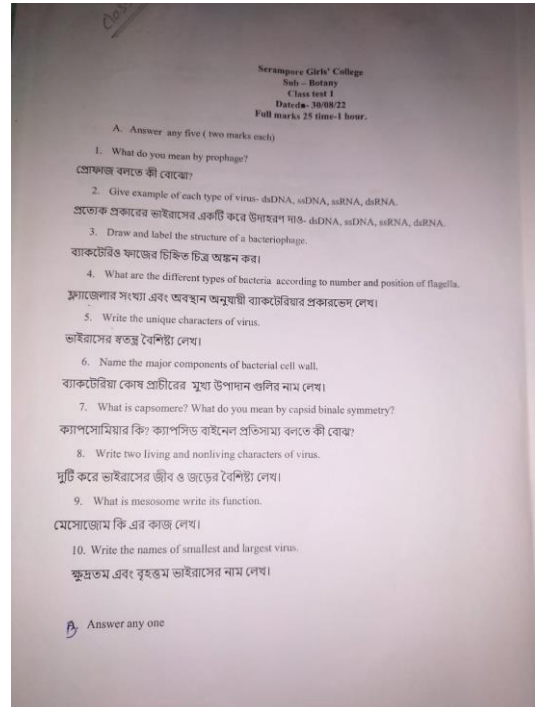 Class
Serampore Girls' College
Sub – Botany
Class test 1
Dated- 30/08/22
Full marks 25 time-1 hour.
A. Answer any five ( two marks each)
1. What do you mean by prophage?
প্রোফাজ বলতে কী বোঝো?
2. Give example of each type of virus- dsDNA, ssDNA, ssRNA, dsRNA.
প্রত্যেক প্রকারের ভাইরাসের একটি করে উদাহরণ দাও- dsDNA, ssDNA, ssRNA, dsRNA.
3. Draw and label the structure of a bacteriophage.
ব্যাকটেরিও ফাজের চিহ্নিত চিত্র অঙ্কন কর।
4. What are the different types of bacteria according to number and position of flagella.
ফ্ল্যাজেলার সংখ্যা এবং অবস্থান অনুযায়ী ব্যাকটেরিয়ার প্রকারভেদ লেখ।
5. Write the unique characters of virus.
ভাইরাসের স্বতন্ত্র বৈশিষ্ট্য লেখ।
6. Name the major components of bacterial cell wall.
ব্যাকটেরিয়া কোষ প্রাচীরের মুখ্য উপাদান গুলির নাম লেখ।
7. What is capsomere? What do you mean by capsid binale symmetry?
ক্যাপসোমিয়ার কি? ক্যাপসিড বাইনেল প্রতিসাম্য বলতে কী বোঝ?
8. Write two living and nonliving characters of virus.
দুটি করে ভাইরাসের জীব ও জড়ের বৈশিষ্ট্য লেখ।
9. What is mesosome write its function.
মেসোজোম কি এর কাজ লেখ।
10. Write the names of smallest and largest virus.
ক্ষুদ্রতম এবং বৃহত্তম ভাইরাসের নাম লেখ।
B. Answer any one